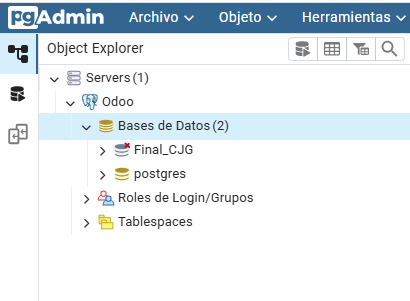 pgAdmin Archivo Objeto Herramientas
Object Explorer
Servers (1)
Odoo
Bases de Datos (2)
Final_CJG
postgres
Roles de Login/Grupos
Tablespaces